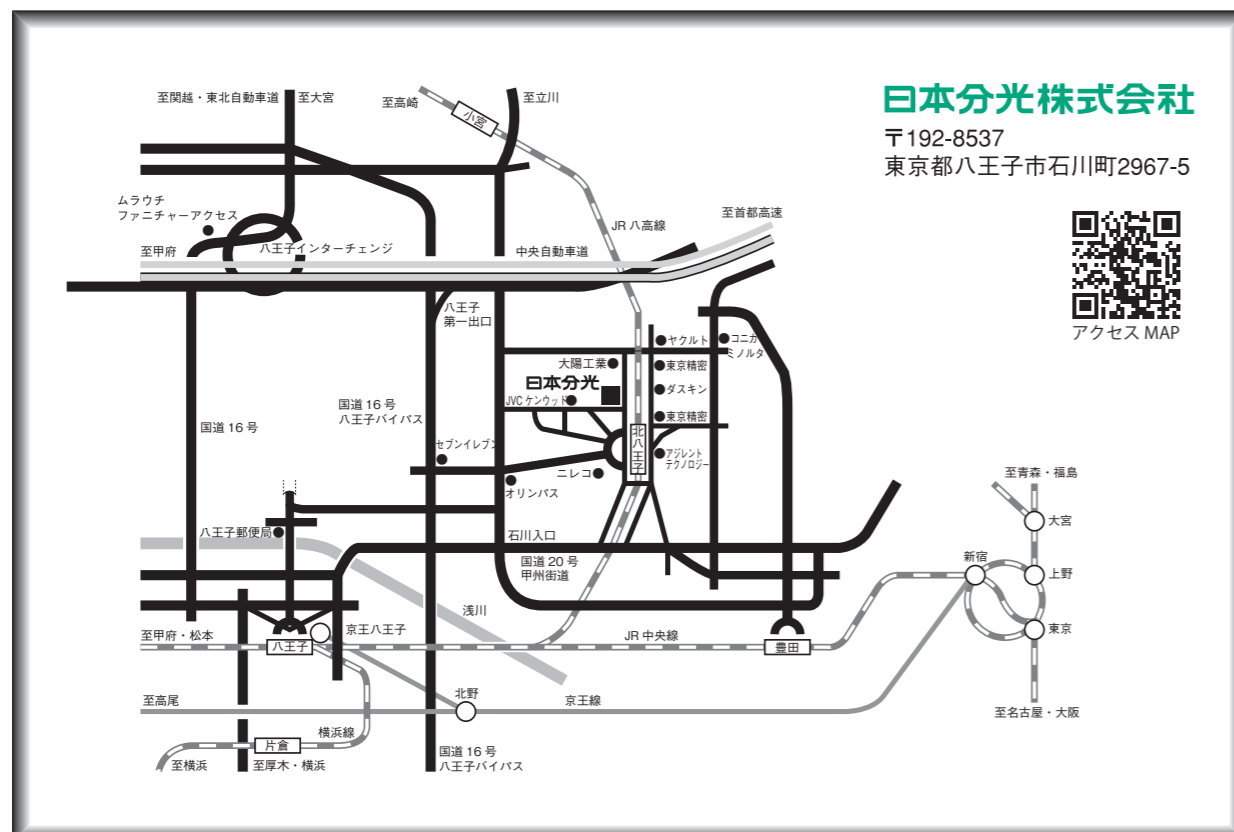 至関越・東北自動車道
至大宮
至高崎
小宮
至立川
日本分光株式会社
〒192-8537
東京都八王子市石川町2967-5
アクセス MAP
ムラウチ
ファニチャーアクセス
至甲府
八王子インターチェンジ
中央自動車道
JR 八高線
至首都高速
八王子
第一出口
大陽工業
日本分光
JVC ケンウッド
ヤクルト
東京精密
ダスキン
東京精密
コニカ
ミノルタ
国道 16 号
国道 16 号
八王子バイパス
セブンイレブン
オリンパス
ニレコ
北八王子
アジレント
テクノロジー
八王子郵便局
石川入口
国道 20 号
甲州街道
浅川
至甲府・松本
八王子
京王八王子
JR 中央線
豊田
至高尾
北野
京王線
横浜線
片倉
至横浜
至厚木・横浜
国道 16 号
八王子バイパス
至青森・福島
大宮
新宿
上野
東京
至名古屋・大阪